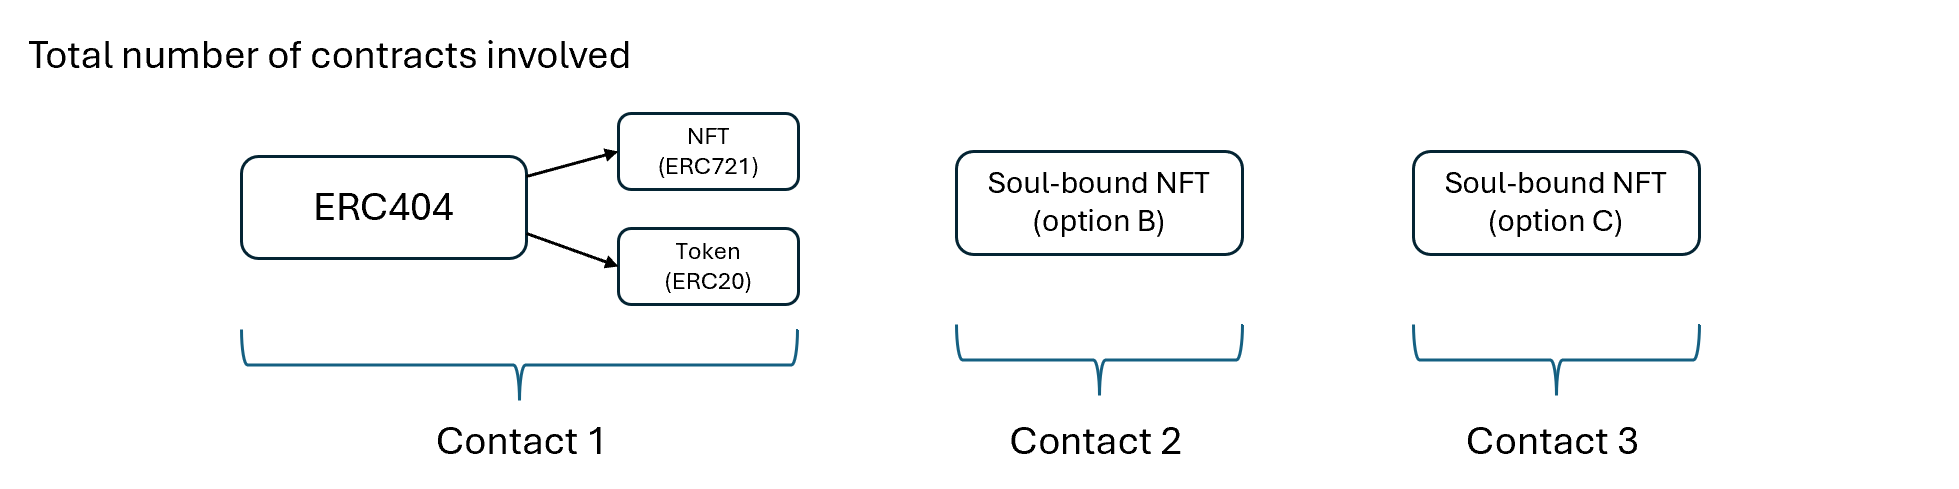 Total number of contracts involved
ERC404
NFT
(ERC721)
Token
(ERC20)
Soul-bound NFT
(option B)
Soul-bound NFT
(option C)
Contact 1
Contact 2
Contact 3